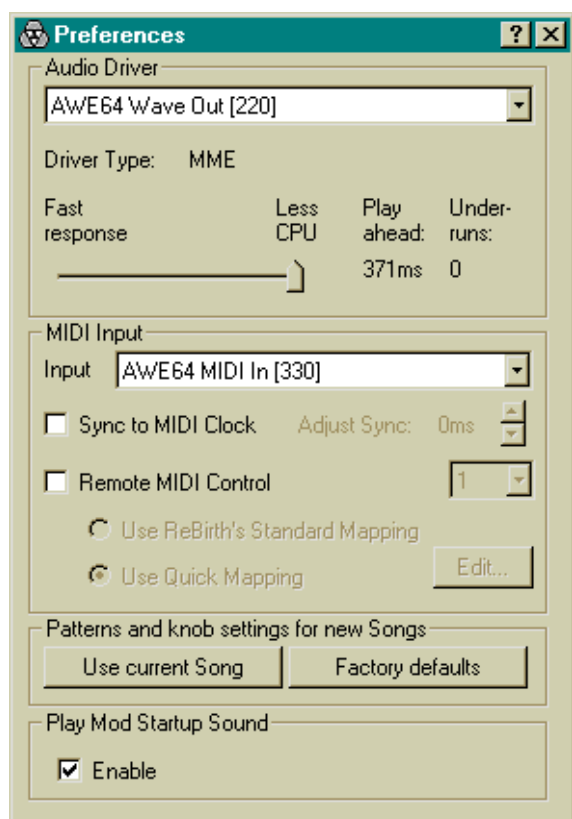 Preferences
Audio Driver
AWE64 Wave Out [220]
Driver Type: MME
Fast response
Less CPU
Play ahead:
Under-runs:
371ms 0
MIDI Input
Input AWE64 MIDI In [330]
Sync to MIDI Clock Adjust Sync: 0ms
Remote MIDI Control 1
Use ReBirth's Standard Mapping
Use Quick Mapping Edit...
Patterns and knob settings for new Songs
Use current Song Factory defaults
Play Mod Startup Sound
Enable